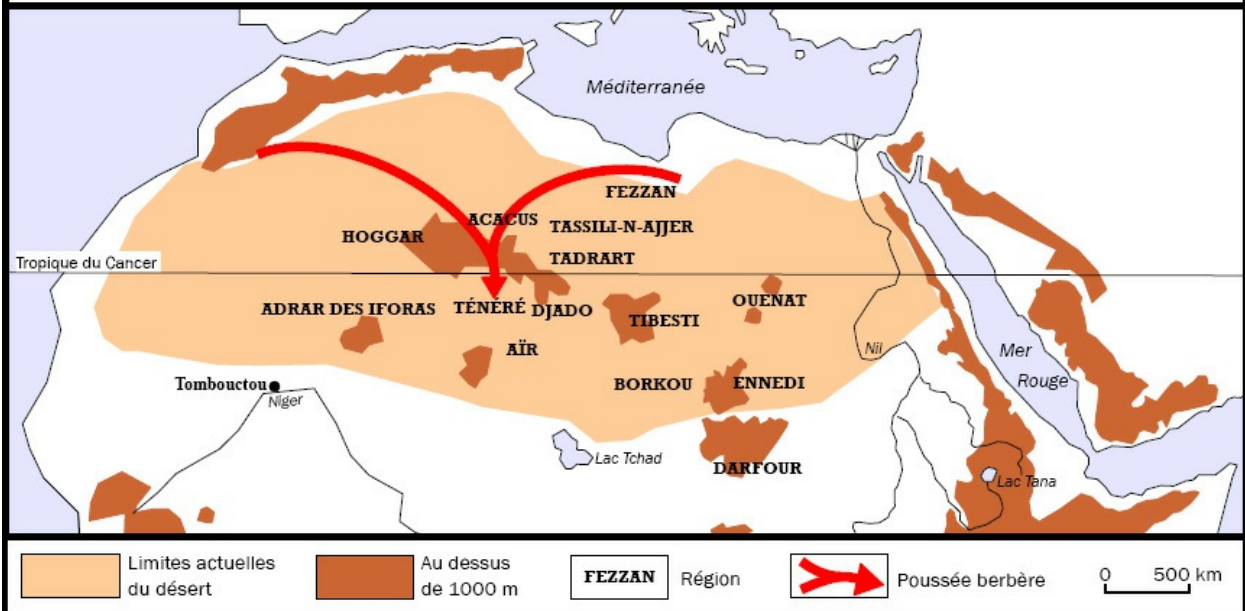 Méditerranée
FEZZAN
ACACUS
TASSILI-N-AJJER
HOGGAR
TADRART
Tropique du Cancer
OUENAT
ADRAR DES IFORAS
TÉNÉRÉ
DJADO
TIBESTI
AÏR
Nil
Mer
Rouge
Tombouctou
Niger
BORKOU
ENNEDI
Lac Tchad
DARFOUR
Lac Tana
Limites actuelles
du désert
Au dessus
de 1000 m
FEZZAN
Région
Poussée berbère
0 500 km